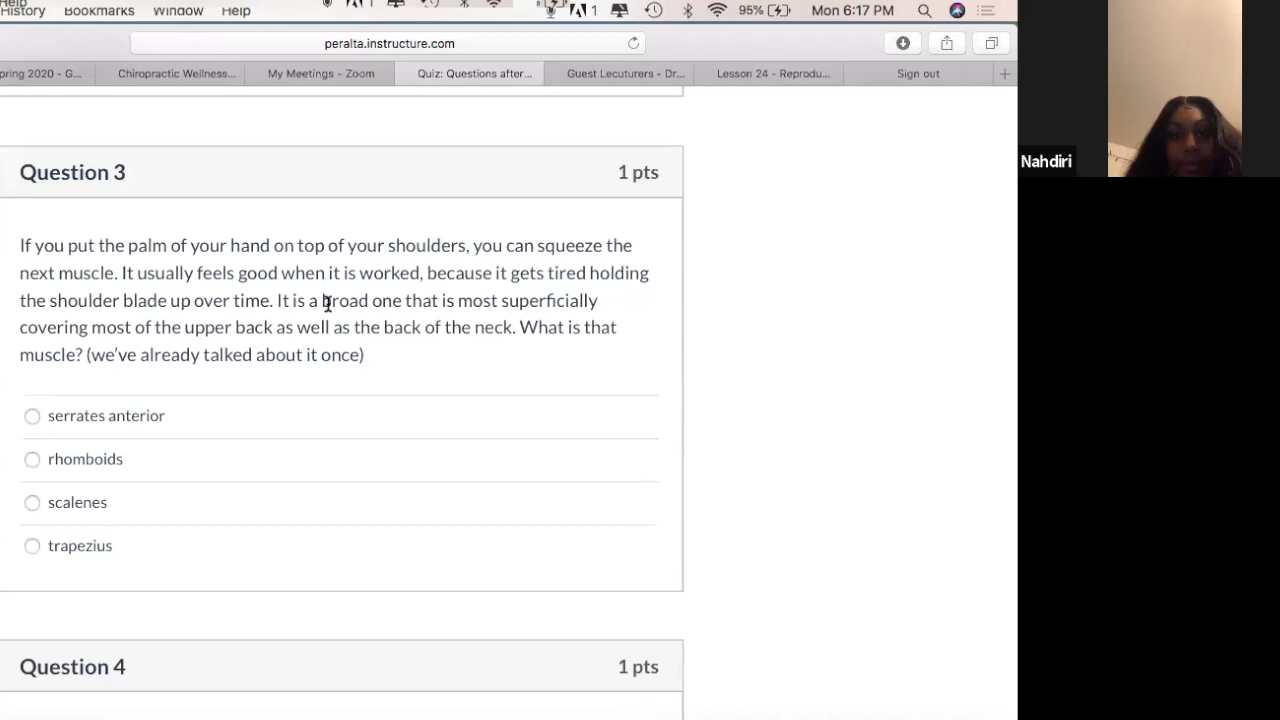 Help
History Bookmarks Window Help 1 1 95% Mon 6:17 PM
peralta.instructure.com
pring 2020 - G... Chiropractic Wellness... My Meetings - Zoom Quiz: Questions after... Guest Lecuturers - Dr... Lesson 24 - Reprodu... Sign out
Nahdiri
Question 3 1 pts
If you put the palm of your hand on top of your shoulders, you can squeeze the
next muscle. It usually feels good when it is worked, because it gets tired holding
the shoulder blade up over time. It is a broad one that is most superficially
covering most of the upper back as well as the back of the neck. What is that
muscle? (we've already talked about it once)
serrates anterior
rhomboids
scalenes
trapezius
Question 4 1 pts